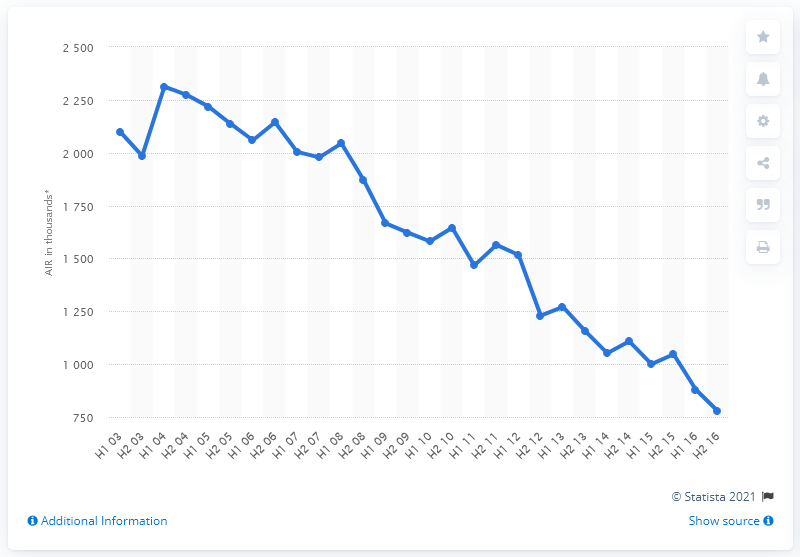 2 500
2 250
2 000
1 750
1 500
1 250
1 000
750
AIR in thousands*
H1 03
H2 03
H1 04
H2 04
H1 05
H2 05
H1 06
H2 06
H1 07
H2 07
H1 08
H2 08
H1 09
H2 09
H1 10
H2 10
H1 11
H2 11
H1 12
H2 12
H1 13
H2 13
H1 14
H2 14
H1 15
H2 15
H1 16
H2 16
© Statista 2021
Additional Information
Show source